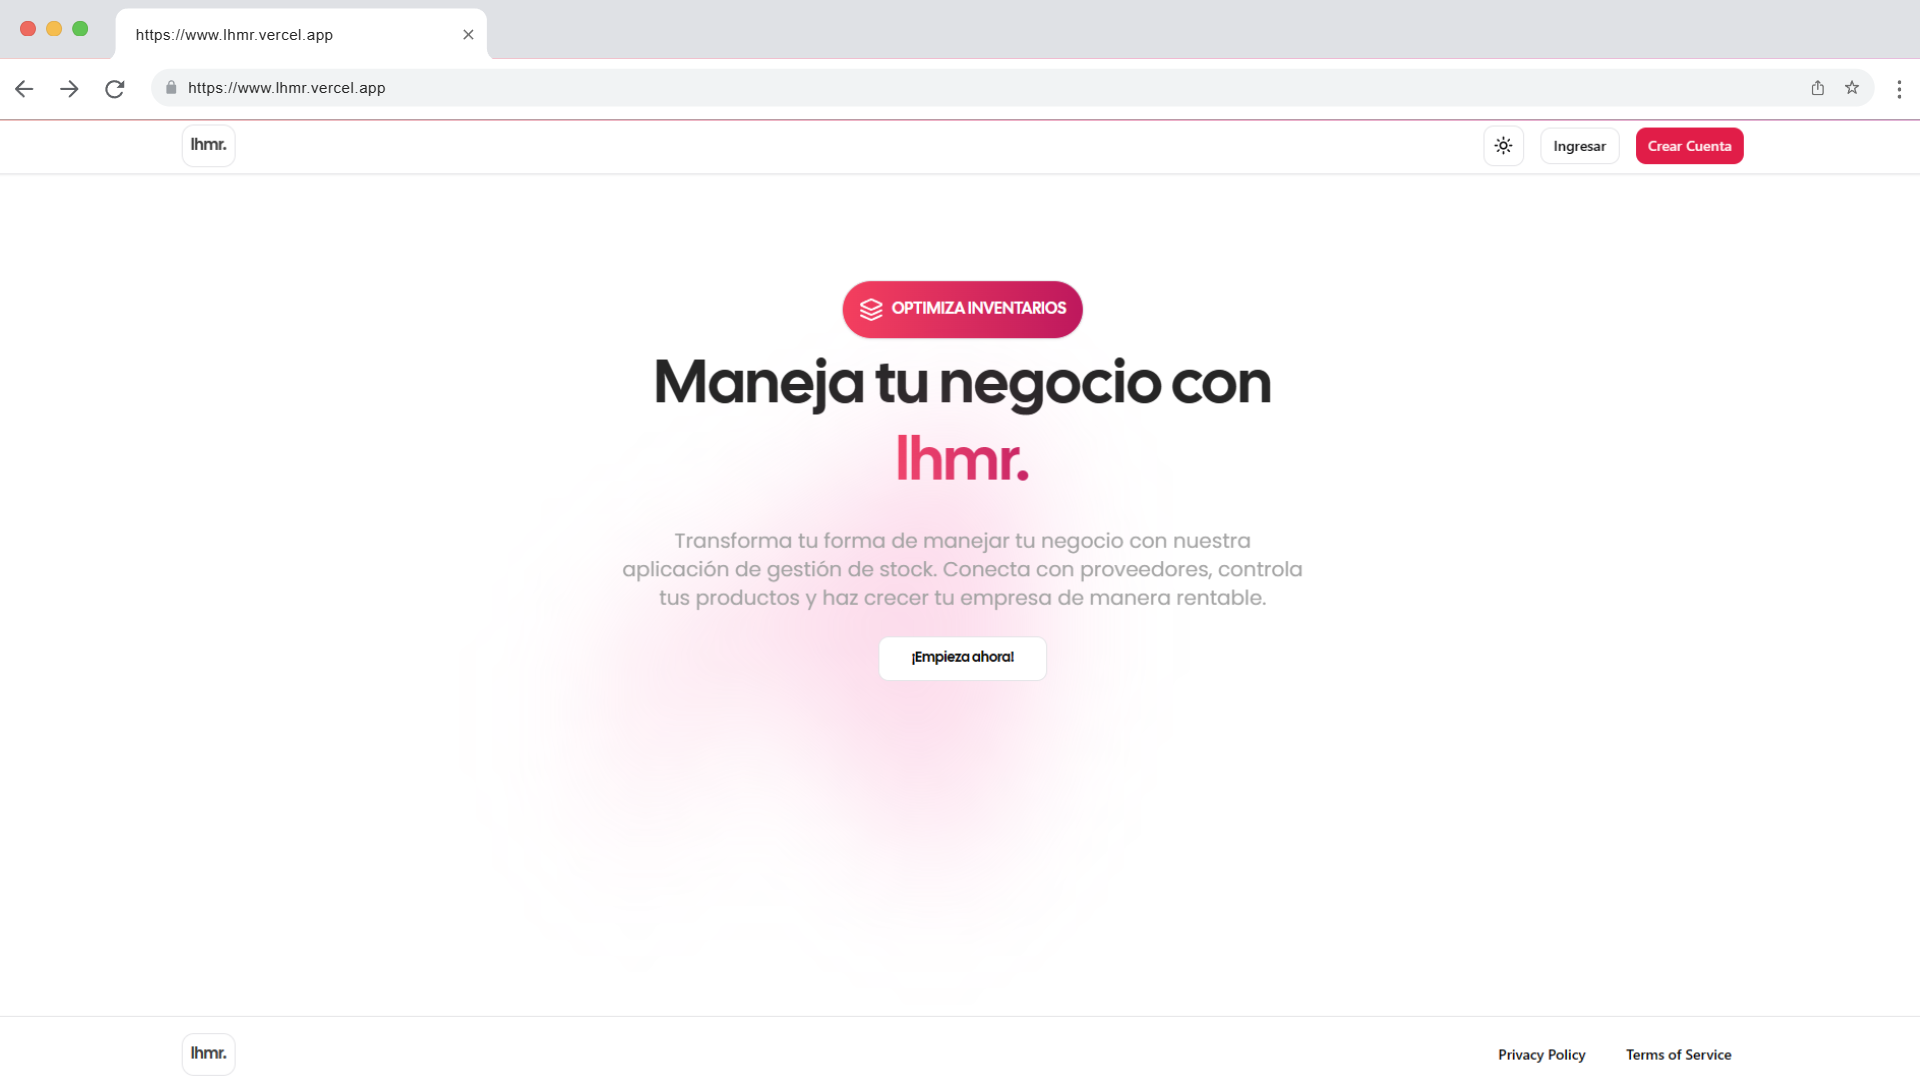 https://www.lhmr.vercel.app
https://www.lhmr.vercel.app
lhmr.
Ingresar
Crear Cuenta
OPTIMIZA INVENTARIOS
Maneja tu negocio con
lhmr.
Transforma tu forma de manejar tu negocio con nuestra
aplicación de gestión de stock. Conecta con proveedores, controla
tus productos y haz crecer tu empresa de manera rentable.
¡Empieza ahora!
lhmr.
Privacy Policy
Terms of Service